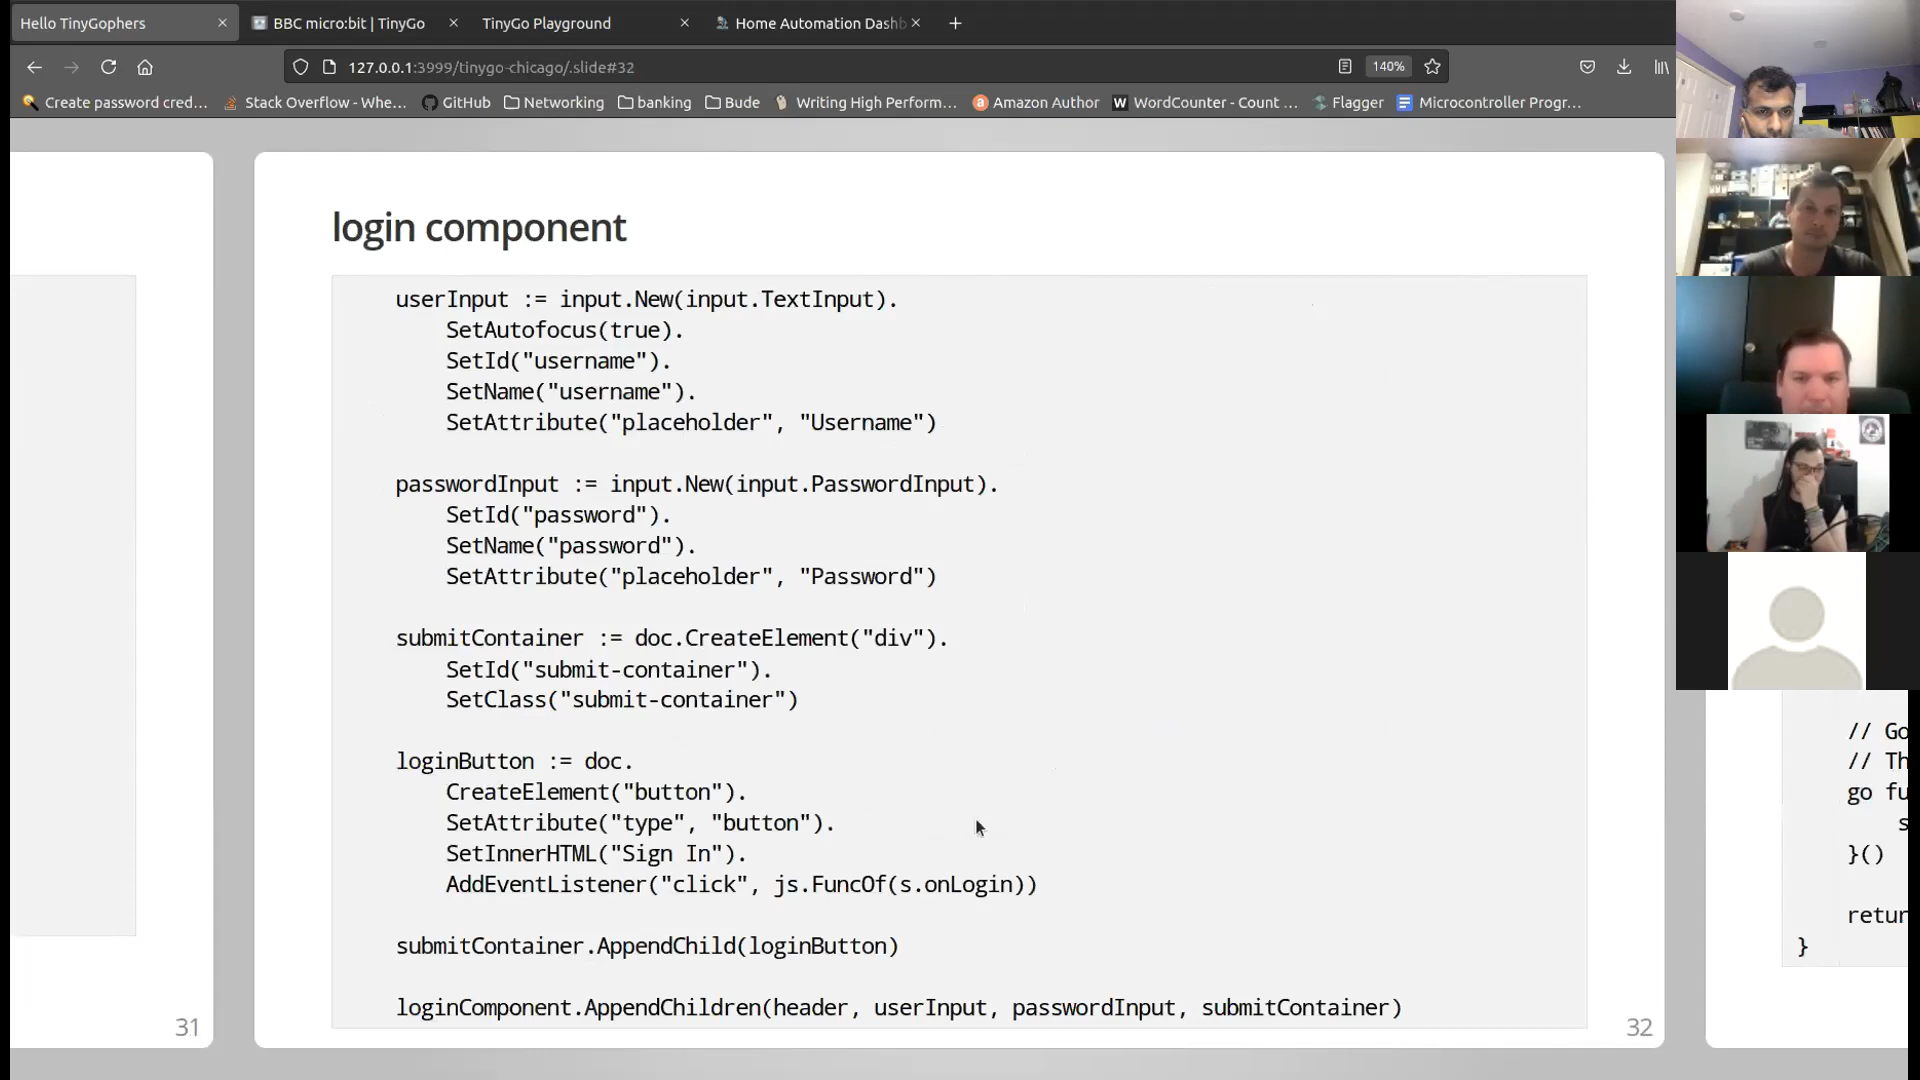 Hello TinyGophers
BBC micro:bit | TinyGo
TinyGo Playground
Home Automation Dashb
127.0.0.1:3999/tinygo-chicago/.slide#32
140%
Create password cred...
Stack Overflow - Whe...
GitHub
Networking
banking
Bude
Writing High Perform...
Amazon Author
WordCounter - Count ...
Flagger
Microcontroller Progr...
login component
userInput := input.New(input.TextInput).
SetAutofocus(true).
SetId("username").
SetName("username").
SetAttribute("placeholder", "Username")
passwordInput := input.New(input.PasswordInput).
SetId("password").
SetName("password").
SetAttribute("placeholder", "Password")
submitContainer := doc.CreateElement("div").
SetId("submit-container").
SetClass("submit-container")
loginButton := doc.
CreateElement("button").
SetAttribute("type", "button").
SetInnerHTML("Sign In").
AddEventListener("click", js.FuncOf(s.onLogin))
submitContainer.AppendChild(loginButton)
loginComponent.AppendChildren(header, userInput, passwordInput, submitContainer)
31
32
// Go
// Th
go fu
s
}()
retur
}